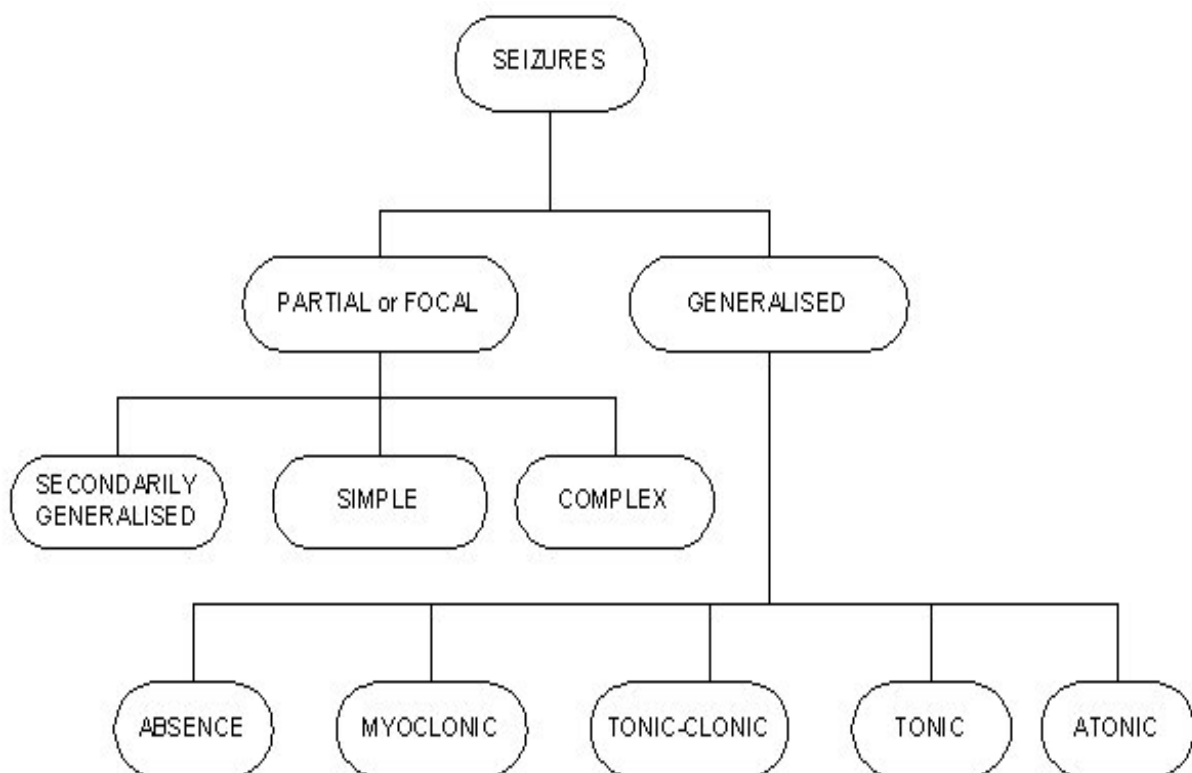 SEIZURES
PARTIAL or FOCAL
GENERALISED
SECONDARILY
GENERALISED
SIMPLE
COMPLEX
ABSENCE
MYOCLONIC
TONIC-CLONIC
TONIC
ATONIC